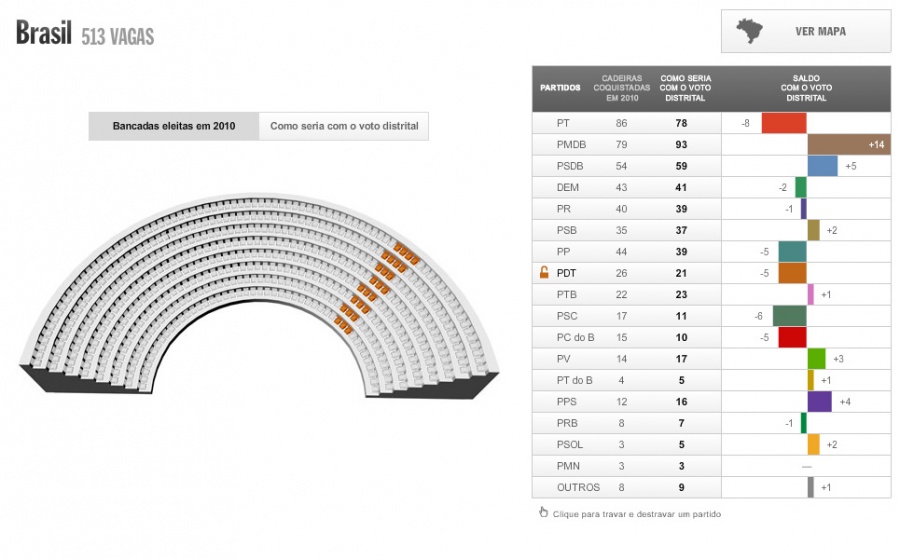 Brasil 513 VAGAS
VER MAPA
Bancadas eleitas em 2010
Como seria com o voto distrital
PARTIDOS
CADEIRAS
COQUISTADAS
EM 2010
COMO SERIA
COM O VOTO
DISTRITAL
SALDO
COM O VOTO
DISTRITAL
PT 86 78 -8
PMDB 79 93 +14
PSDB 54 59 +5
DEM 43 41 -2
PR 40 39 -1
PSB 35 37 +2
PP 44 39 -5
PDT 26 21 -5
PTB 22 23 +1
PSC 17 11 -6
PC do B 15 10 -5
PV 14 17 +3
PT do B 4 5 +1
PPS 12 16 +4
PRB 8 7 -1
PSOL 3 5 +2
PMN 3 3 —
OUTROS 8 9 +1
Clique para travar e destravar um partido